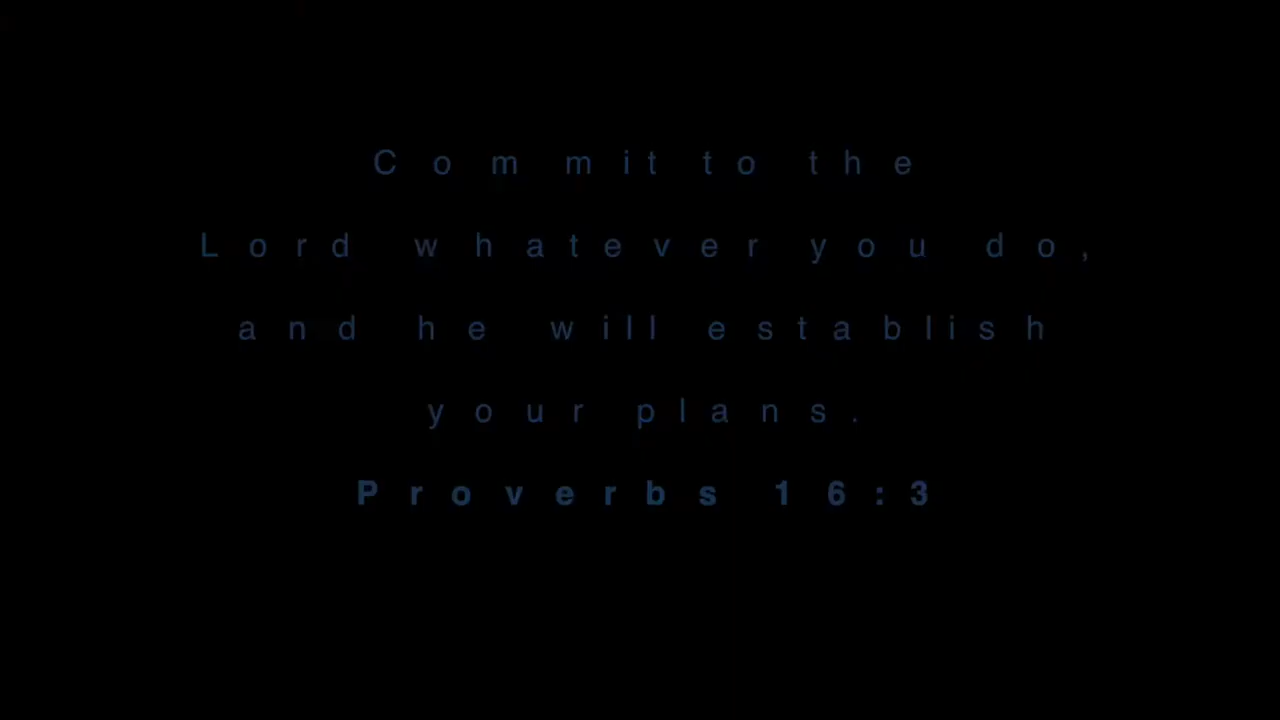 Commit to the
Lord whatever you do,
and he will establish
your plans.
Proverbs 16:3